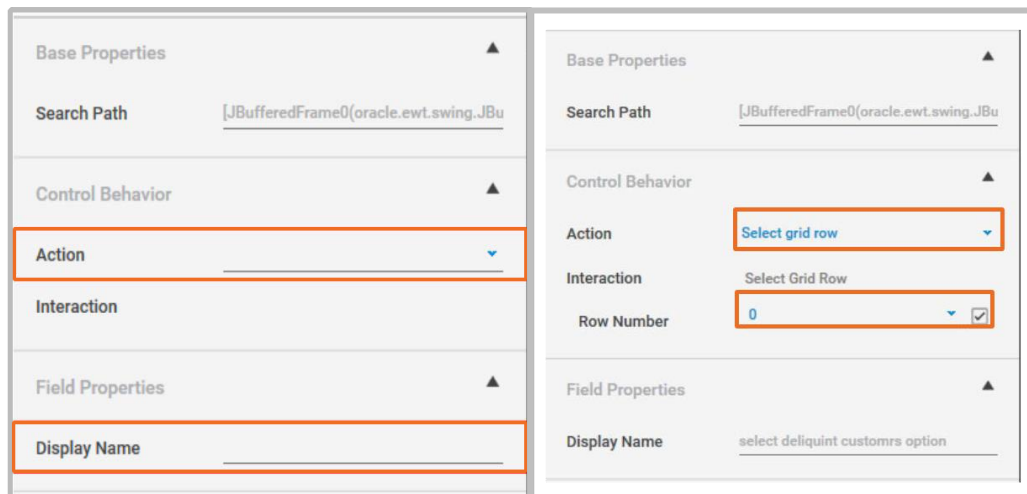 Base Properties
Search Path [JBufferedFrame0(oracle.ewt.swing.JBu
Control Behavior
Action
Interaction
Field Properties
Display Name
Base Properties
Search Path [JBufferedFrame0(oracle.ewt.swing.JBu
Control Behavior
Action Select grid row
Interaction Select Grid Row
Row Number 0
Field Properties
Display Name select deliquint customrs option